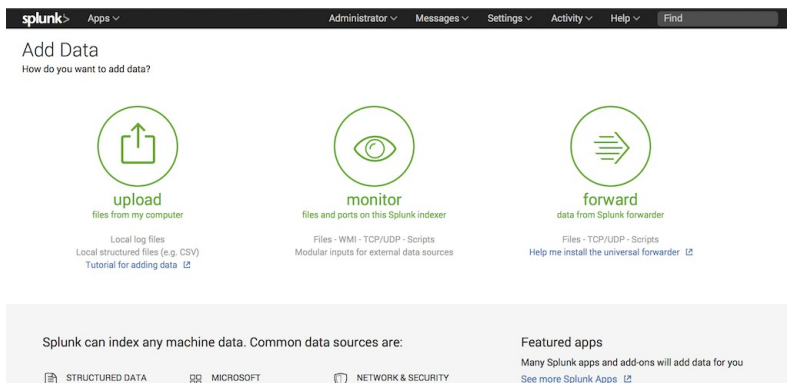 splunk> Apps Administrator Messages Settings Activity Help Find
Add Data
How do you want to add data?
upload
files from my computer
Local log files
Local structured files (e.g. CSV)
Tutorial for adding data
monitor
files and ports on this Splunk indexer
Files - WMI - TCP/UDP - Scripts
Modular inputs for external data sources
forward
data from Splunk forwarder
Files - TCP/UDP - Scripts
Help me install the universal forwarder
Splunk can index any machine data. Common data sources are:
STRUCTURED DATA
MICROSOFT
NETWORK & SECURITY
Featured apps
Many Splunk apps and add-ons will add data for you
See more Splunk Apps